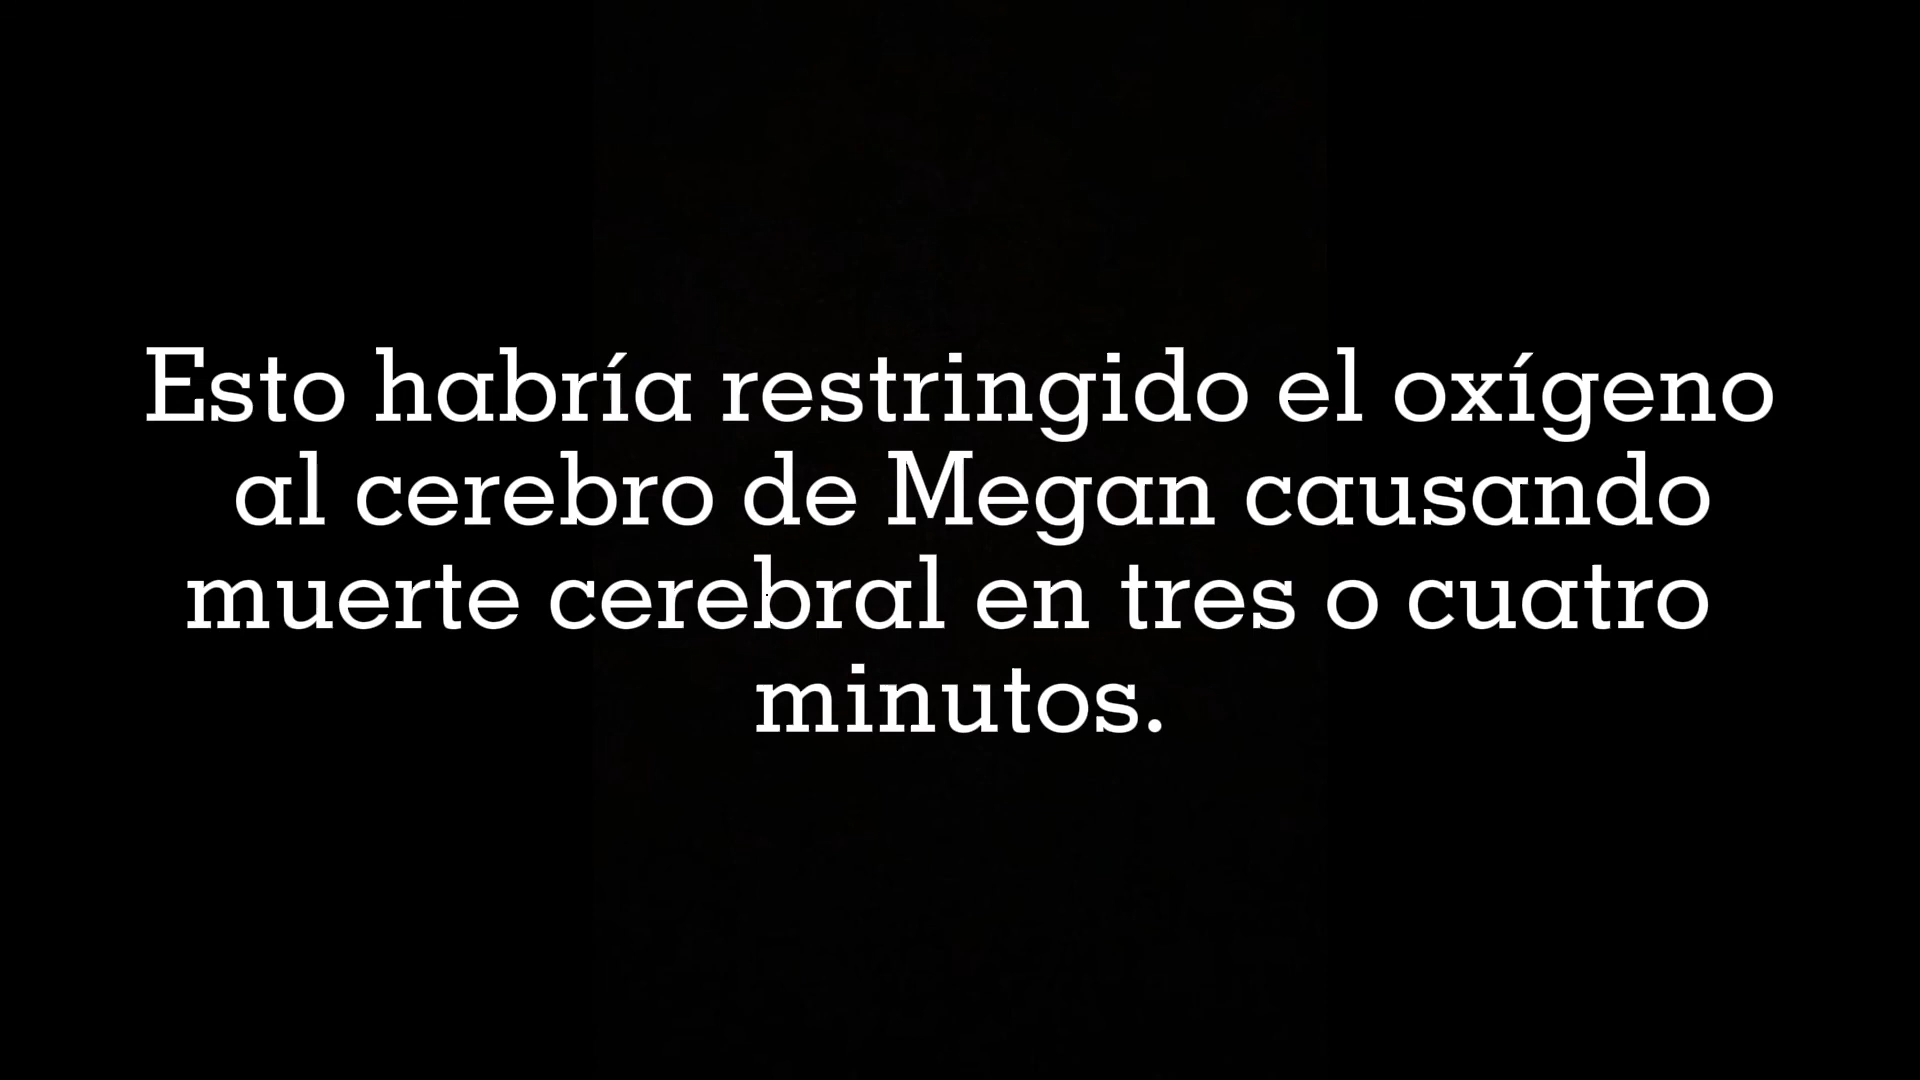 Esto habría restringido el oxígeno
al cerebro de Megan causando
muerte cerebral en tres o cuatro
minutos.